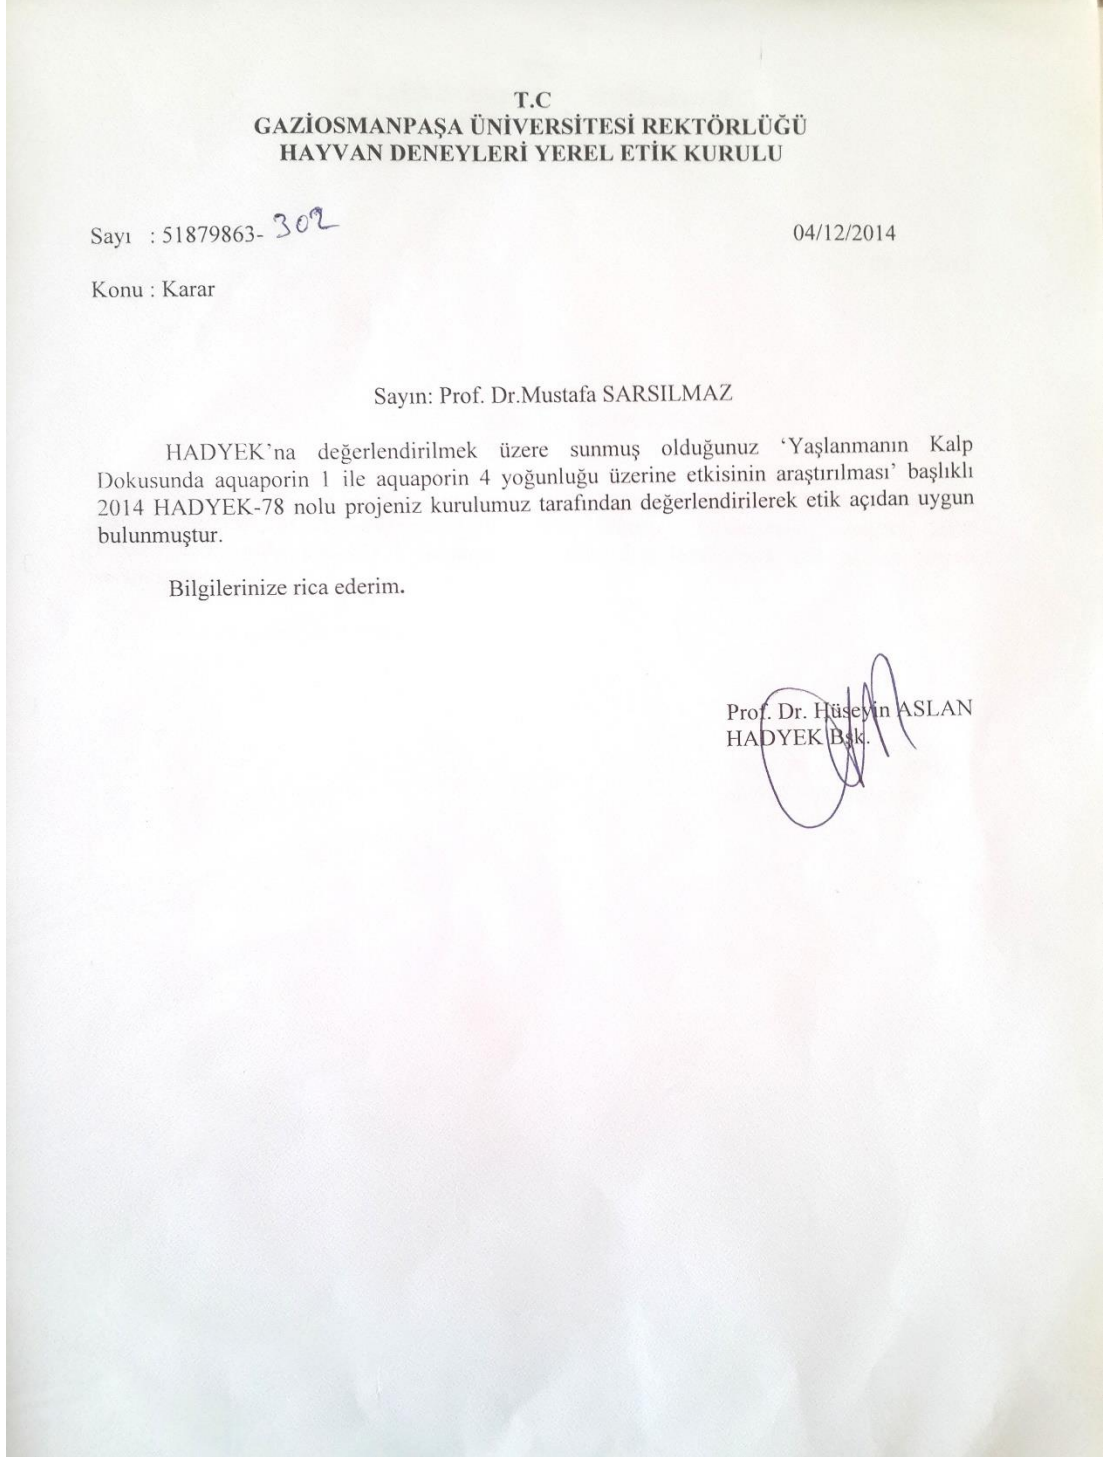 T.C
GAZİOSMANPAŞA ÜNİVERSİTESİ REKTÖRLÜĞÜ
HAYVAN DENEYLERİ YEREL ETİK KURULU
Sayı : 51879863- 302
04/12/2014
Konu : Karar
Sayın: Prof. Dr.Mustafa SARSILMAZ
HADYEK'na değerlendirilmek üzere sunmuş olduğunuz 'Yaşlanmanın Kalp
Dokusunda aquaporin 1 ile aquaporin 4 yoğunluğu üzerine etkisinin araştırılması' başlıklı
2014 HADYEK-78 nolu projeniz kurulumuz tarafından değerlendirilerek etik açıdan uygun
bulunmuştur.
Bilgilerinize rica ederim.
Prof. Dr. Hüseyin ASLAN
HADYEK Bşk.